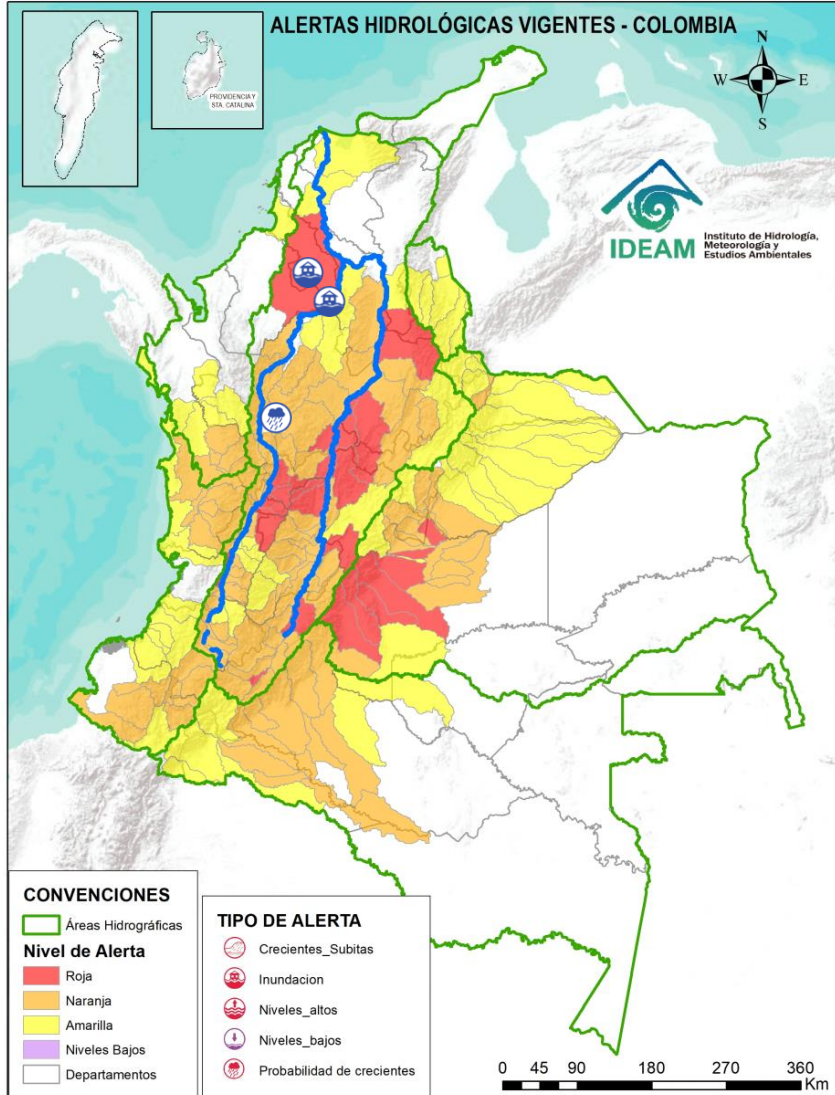 ALERTAS HIDROLÓGICAS VIGENTES - COLOMBIA
PROVIDENCIA Y
STA. CATALINA
N
W
E
S
IDEAM
Instituto de Hidrología,
Meteorología y
Estudios Ambientales
CONVENCIONES
Áreas Hidrográficas
Nivel de Alerta
Roja
Naranja
Amarilla
Niveles Bajos
Departamentos
TIPO DE ALERTA
Crecientes_Subitas
Inundacion
Niveles_altos
Niveles_bajos
Probabilidad de crecientes
0 45 90 180 270 360
Km